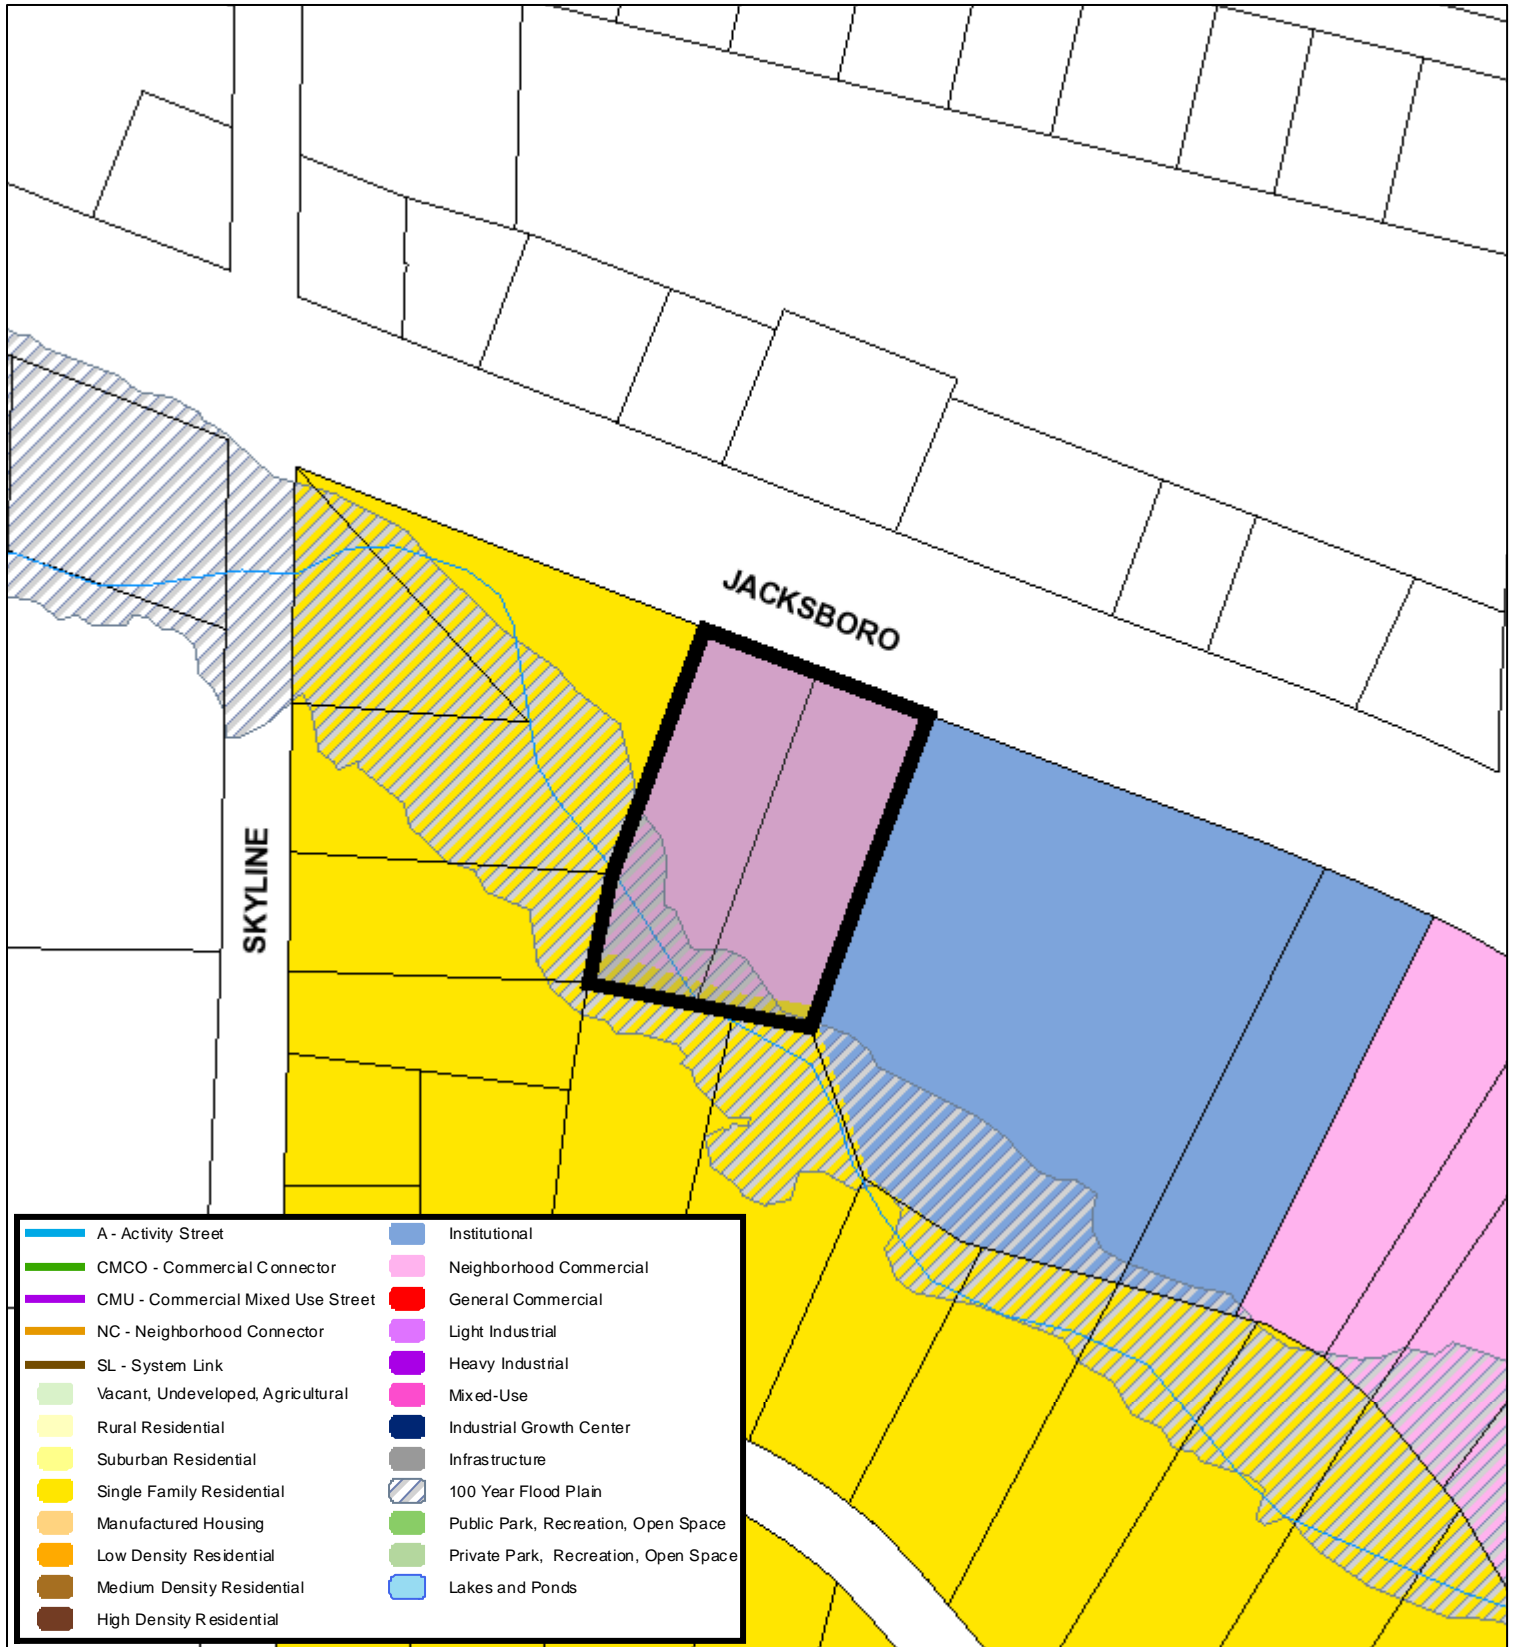 JACKSBORO
SKYLINE
A - Activity Street
CMCO - Commercial Connector
CMU - Commercial Mixed Use Street
NC - Neighborhood Connector
SL - System Link
Vacant, Undeveloped, Agricultural
Rural Residential
Suburban Residential
Single Family Residential
Manufactured Housing
Low Density Residential
Medium Density Residential
High Density Residential
Institutional
Neighborhood Commercial
General Commercial
Light Industrial
Heavy Industrial
Mixed-Use
Industrial Growth Center
Infrastructure
100 Year Flood Plain
Public Park, Recreation, Open Space
Private Park, Recreation, Open Space
Lakes and Ponds